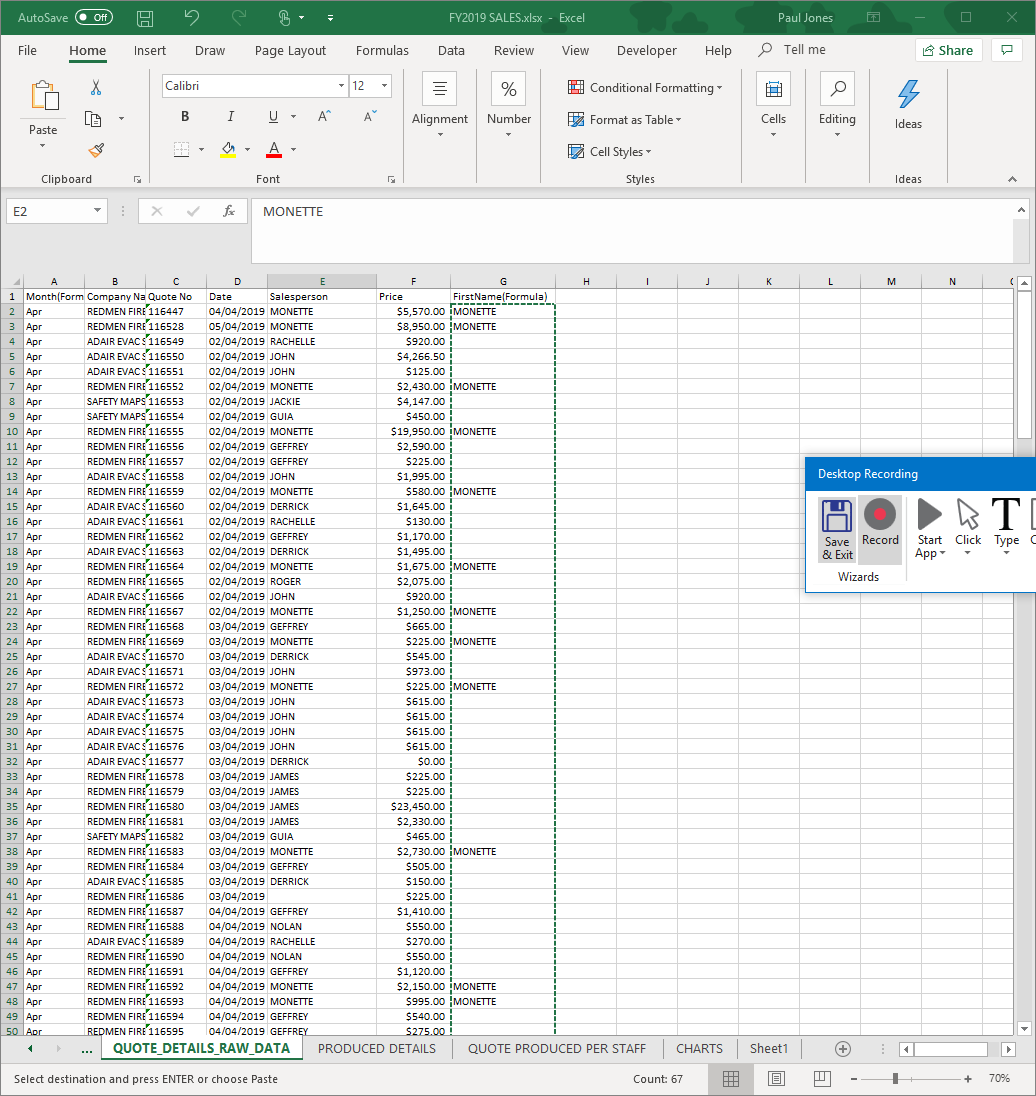 AutoSave Off FY2019 SALES.xlsx - Excel Paul Jones
File Home Insert Draw Page Layout Formulas Data Review View Developer Help Tell me Share
Paste
Calibri 12
B I U A A
A
Alignment
%
Number
Conditional Formatting
Format as Table
Cell Styles
Cells
Editing
Ideas
Clipboard Font Styles Ideas
E2 fx MONETTE
A B C D E F G H I J K L M N
1 Month(Form Company Na Quote No Date Salesperson Price FirstName(Formula)
2 Apr REDMEN FIRE 116447 04/04/2019 MONETTE $5,570.00 MONETTE
3 Apr REDMEN FIRE 116528 05/04/2019 MONETTE $8,950.00 MONETTE
4 Apr ADAIR EVAC S 116549 02/04/2019 RACHELLE $920.00
5 Apr ADAIR EVAC S 116550 02/04/2019 JOHN $4,266.50
6 Apr ADAIR EVAC S 116551 02/04/2019 JOHN $125.00
7 Apr REDMEN FIRE 116552 02/04/2019 MONETTE $2,430.00 MONETTE
8 Apr SAFETY MAPS 116553 02/04/2019 JACKIE $4,147.00
9 Apr SAFETY MAPS 116554 02/04/2019 GUIA $450.00
10 Apr REDMEN FIRE 116555 02/04/2019 MONETTE $19,950.00 MONETTE
11 Apr REDMEN FIRE 116556 02/04/2019 GEFFREY $2,590.00
12 Apr REDMEN FIRE 116557 02/04/2019 GEFFREY $225.00
13 Apr ADAIR EVAC S 116558 02/04/2019 JOHN $1,995.00
14 Apr REDMEN FIRE 116559 02/04/2019 MONETTE $580.00 MONETTE
15 Apr ADAIR EVAC S 116560 02/04/2019 DERRICK $1,645.00
16 Apr ADAIR EVAC S 116561 02/04/2019 RACHELLE $130.00
17 Apr REDMEN FIRE 116562 02/04/2019 GEFFREY $1,170.00
18 Apr ADAIR EVAC S 116563 02/04/2019 DERRICK $1,495.00
19 Apr REDMEN FIRE 116564 02/04/2019 MONETTE $1,675.00 MONETTE
20 Apr REDMEN FIRE 116565 02/04/2019 ROGER $2,075.00
21 Apr ADAIR EVAC S 116566 02/04/2019 JOHN $920.00
22 Apr REDMEN FIRE 116567 02/04/2019 MONETTE $1,250.00 MONETTE
23 Apr REDMEN FIRE 116568 03/04/2019 GEFFREY $665.00
24 Apr REDMEN FIRE 116569 03/04/2019 MONETTE $225.00 MONETTE
25 Apr ADAIR EVAC S 116570 03/04/2019 DERRICK $545.00
26 Apr ADAIR EVAC S 116571 03/04/2019 JOHN $973.00
27 Apr REDMEN FIRE 116572 03/04/2019 MONETTE $225.00 MONETTE
28 Apr ADAIR EVAC S 116573 03/04/2019 JOHN $615.00
29 Apr ADAIR EVAC S 116574 03/04/2019 JOHN $615.00
30 Apr ADAIR EVAC S 116575 03/04/2019 JOHN $615.00
31 Apr ADAIR EVAC S 116576 03/04/2019 JOHN $615.00
32 Apr ADAIR EVAC S 116577 03/04/2019 DERRICK $0.00
33 Apr REDMEN FIRE 116578 03/04/2019 JAMES $225.00
34 Apr REDMEN FIRE 116579 03/04/2019 JAMES $225.00
35 Apr REDMEN FIRE 116580 03/04/2019 JAMES $23,450.00
36 Apr REDMEN FIRE 116581 03/04/2019 JAMES $2,330.00
37 Apr SAFETY MAPS 116582 03/04/2019 GUIA $465.00
38 Apr REDMEN FIRE 116583 03/04/2019 MONETTE $2,730.00 MONETTE
39 Apr REDMEN FIRE 116584 03/04/2019 GEFFREY $505.00
40 Apr ADAIR EVAC S 116585 03/04/2019 DERRICK $150.00
41 Apr REDMEN FIRE 116586 03/04/2019 $225.00
42 Apr REDMEN FIRE 116587 04/04/2019 GEFFREY $1,410.00
43 Apr REDMEN FIRE 116588 04/04/2019 NOLAN $550.00
44 Apr ADAIR EVAC S 116589 04/04/2019 RACHELLE $270.00
45 Apr REDMEN FIRE 116590 04/04/2019 NOLAN $550.00
46 Apr REDMEN FIRE 116591 04/04/2019 GEFFREY $1,120.00
47 Apr REDMEN FIRE 116592 04/04/2019 MONETTE $2,150.00 MONETTE
48 Apr REDMEN FIRE 116593 04/04/2019 MONETTE $995.00 MONETTE
49 Apr REDMEN FIRE 116594 04/04/2019 GEFFREY $540.00
50 Apr REDMEN FIRE 116595 04/04/2019 GEFFREY $275.00
Desktop Recording
Save & Exit
Record
Start App
Click
T
Type
Wizards
... QUOTE_DETAILS_RAW_DATA PRODUCED DETAILS QUOTE PRODUCED PER STAFF CHARTS Sheet1
Select destination and press ENTER or choose Paste Count: 67 70%